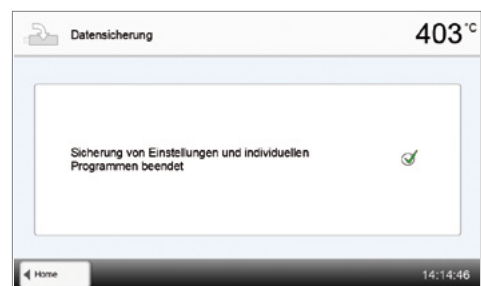 Datensicherung
403 °C
Sicherung von Einstellungen und individuellen
Programmen beendet
Home
14:14:46